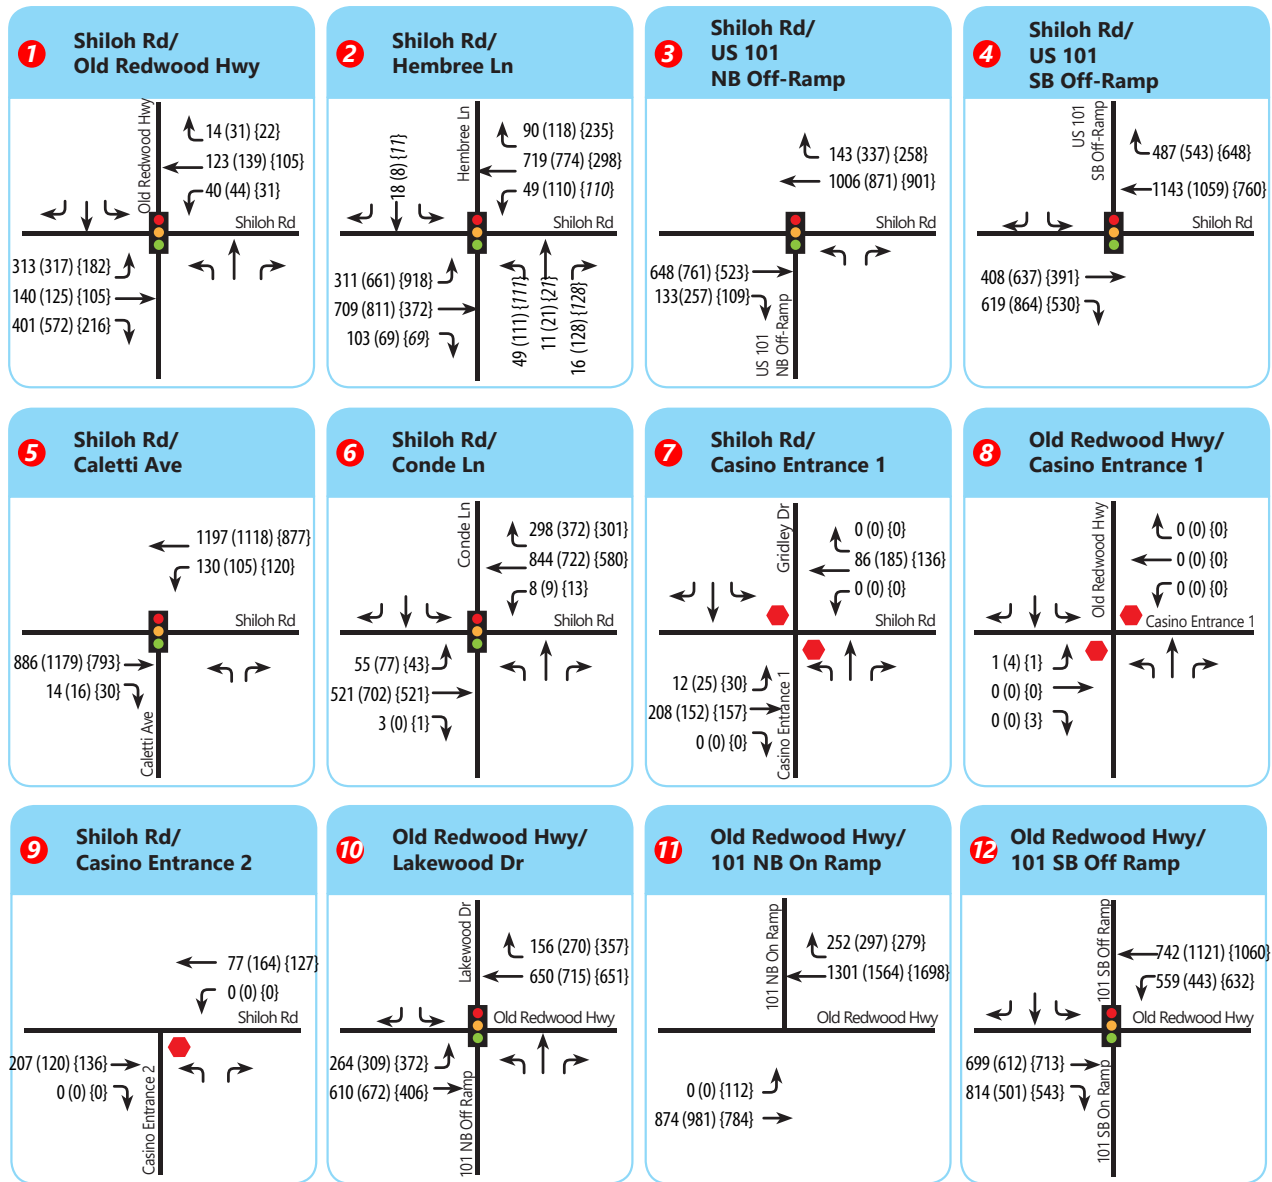 1
Shiloh Rd/
Old Redwood Hwy
Old Redwood Hwy
14 (31) {22}
123 (139) {105}
40 (44) {31}
Shiloh Rd
313 (317) {182}
140 (125) {105}
401 (572) {216}
2
Shiloh Rd/
Hembree Ln
18 (8) {11}
Hembree Ln
90 (118) {235}
719 (774) {298}
49 (110) {110}
Shiloh Rd
311 (661) {918}
709 (811) {372}
103 (69) {69}
49 (111) {111}
11 (21) {21}
16 (128) {128}
3
Shiloh Rd/
US 101
NB Off-Ramp
143 (337) {258}
1006 (871) {901}
Shiloh Rd
648 (761) {523}
133(257) {109}
US 101
NB Off-Ramp
4
Shiloh Rd/
US 101
SB Off-Ramp
US 101
SB Off-Ramp
487 (543) {648}
1143 (1059) {760}
Shiloh Rd
408 (637) {391}
619 (864) {530}
5
Shiloh Rd/
Caletti Ave
1197 (1118) {877}
130 (105) {120}
Shiloh Rd
886 (1179) {793}
14 (16) {30}
Caletti Ave
6
Shiloh Rd/
Conde Ln
Conde Ln
298 (372) {301}
844 (722) {580}
8 (9) {13}
Shiloh Rd
55 (77) {43}
521 (702) {521}
3 (0) {1}
7
Shiloh Rd/
Casino Entrance 1
Gridley Dr
0 (0) {0}
86 (185) {136}
0 (0) {0}
Shiloh Rd
12 (25) {30}
208 (152) {157}
0 (0) {0}
Casino Entrance 1
8
Old Redwood Hwy/
Casino Entrance 1
Old Redwood Hwy
0 (0) {0}
0 (0) {0}
0 (0) {0}
Casino Entrance 1
1 (4) {1}
0 (0) {0}
0 (0) {3}
9
Shiloh Rd/
Casino Entrance 2
77 (164) {127}
0 (0) {0}
Shiloh Rd
207 (120) {136}
0 (0) {0}
Casino Entrance 2
10
Old Redwood Hwy/
Lakewood Dr
Lakewood Dr
156 (270) {357}
650 (715) {651}
Old Redwood Hwy
264 (309) {372}
610 (672) {406}
101 NB Off Ramp
11
Old Redwood Hwy/
101 NB On Ramp
101 NB On Ramp
252 (297) {279}
1301 (1564) {1698}
Old Redwood Hwy
0 (0) {112}
874 (981) {784}
12
Old Redwood Hwy/
101 SB Off Ramp
101 SB Off Ramp
742 (1121) {1060}
559 (443) {632}
Old Redwood Hwy
699 (612) {713}
814 (501) {543}
101 SB On Ramp